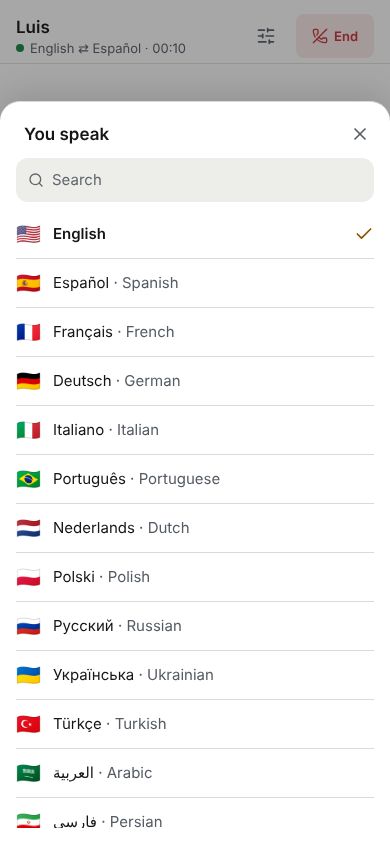 Luis
English ⇄ Español · 00:10
End
You speak
Search
English
Español · Spanish
Français · French
Deutsch · German
Italiano · Italian
Português · Portuguese
Nederlands · Dutch
Polski · Polish
Русский · Russian
Українська · Ukrainian
Türkçe · Turkish
العربية · Arabic
فارسی · Persian